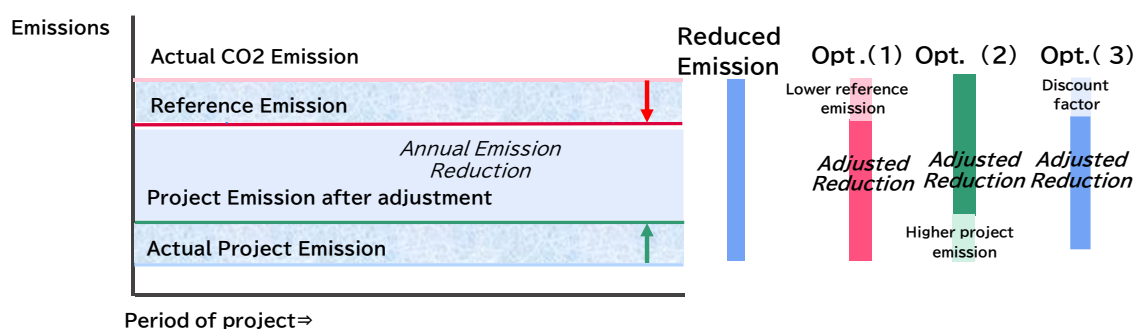 Emissions
Actual CO2 Emission
Reference Emission
Annual Emission
Reduction
Project Emission after adjustment
Actual Project Emission
Period of project⇒
Reduced
Emission
Opt.(1)
Lower reference
emission
Adjusted
Reduction
Opt. (2)
Adjusted
Reduction
Higher project
emission
Opt.( 3)
Discount
factor
Adjusted
Reduction